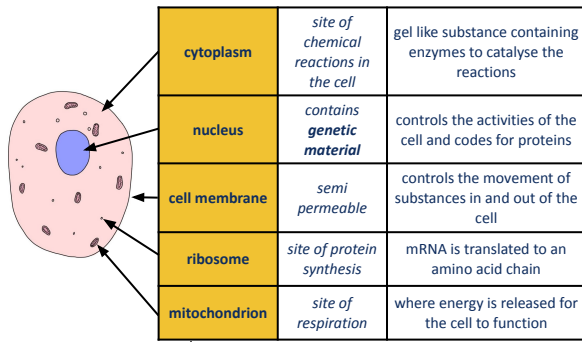 cytoplasm
site of
chemical
reactions in
the cell
gel like substance containing
enzymes to catalyse the
reactions
nucleus
contains
genetic
material
controls the activities of the
cell and codes for proteins
cell membrane
semi
permeable
controls the movement of
substances in and out of the
cell
ribosome
site of protein
synthesis
mRNA is translated to an
amino acid chain
mitochondrion
site of
respiration
where energy is released for
the cell to function